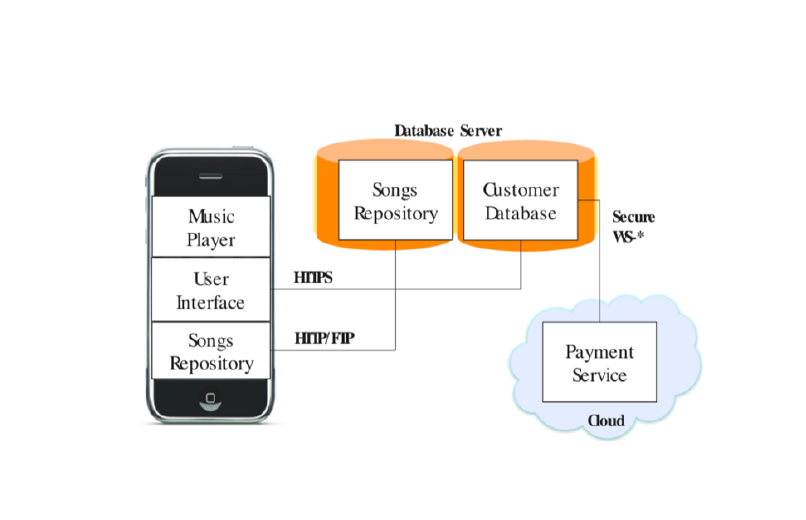 Database Server
Music
Player
User
Interface
Songs
Repository
Songs
Repository
Customer
Database
HTTPS
HTTP/FTP
Secure
WS-*
Payment
Service
Cloud